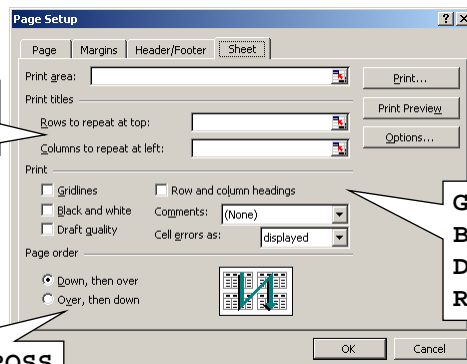 Page Setup
Page Margins Header/Footer Sheet
Print area: Print...
Print titles
Print Preview
Rows to repeat at top:
Options...
Columns to repeat at left:
Print
Gridlines Row and column headings
Black and white Comments: (None)
Draft quality Cell errors as: displayed
G
B
D
R
Page order
Down, then over
Over, then down
OK Cancel